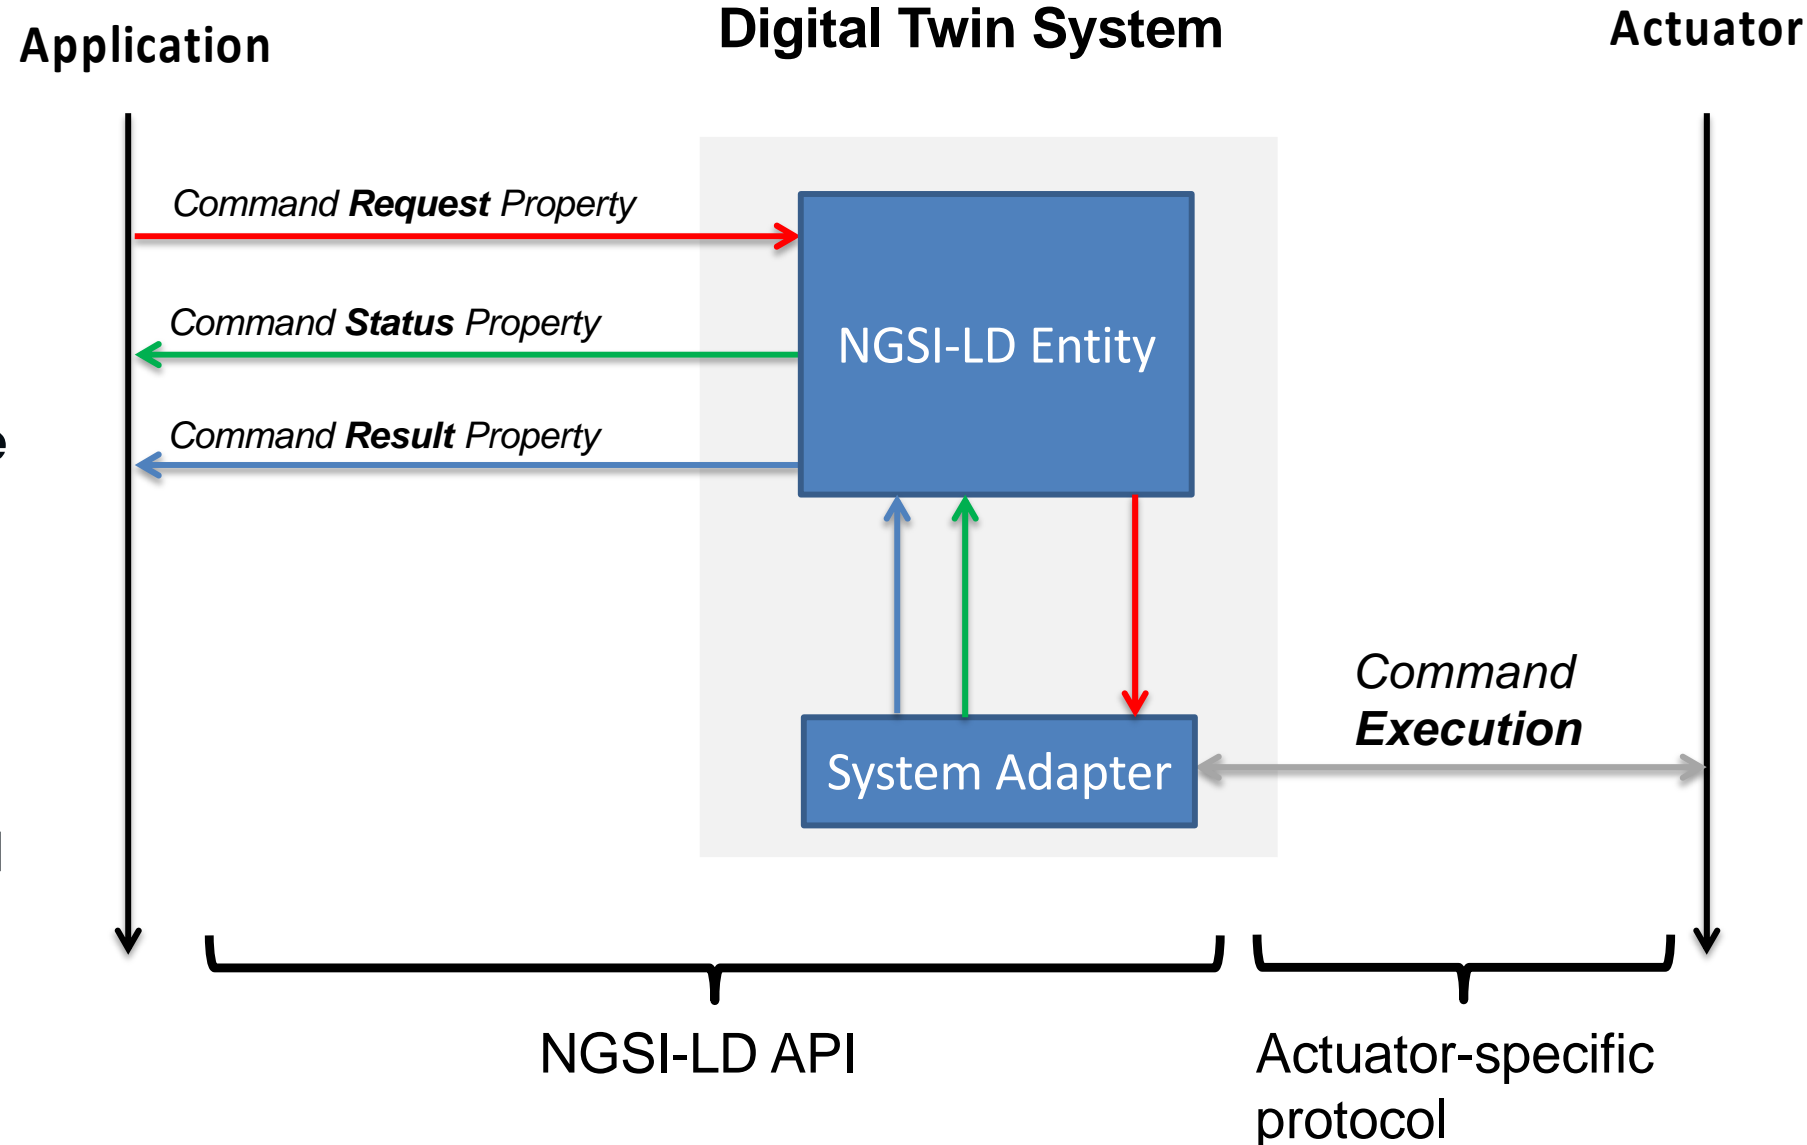 Application
Digital Twin System
Actuator
Command Request Property
Command Status Property
Command Result Property
NGSI-LD Entity
e
Command
Execution
System Adapter
NGSI-LD API
Actuator-specific
protocol